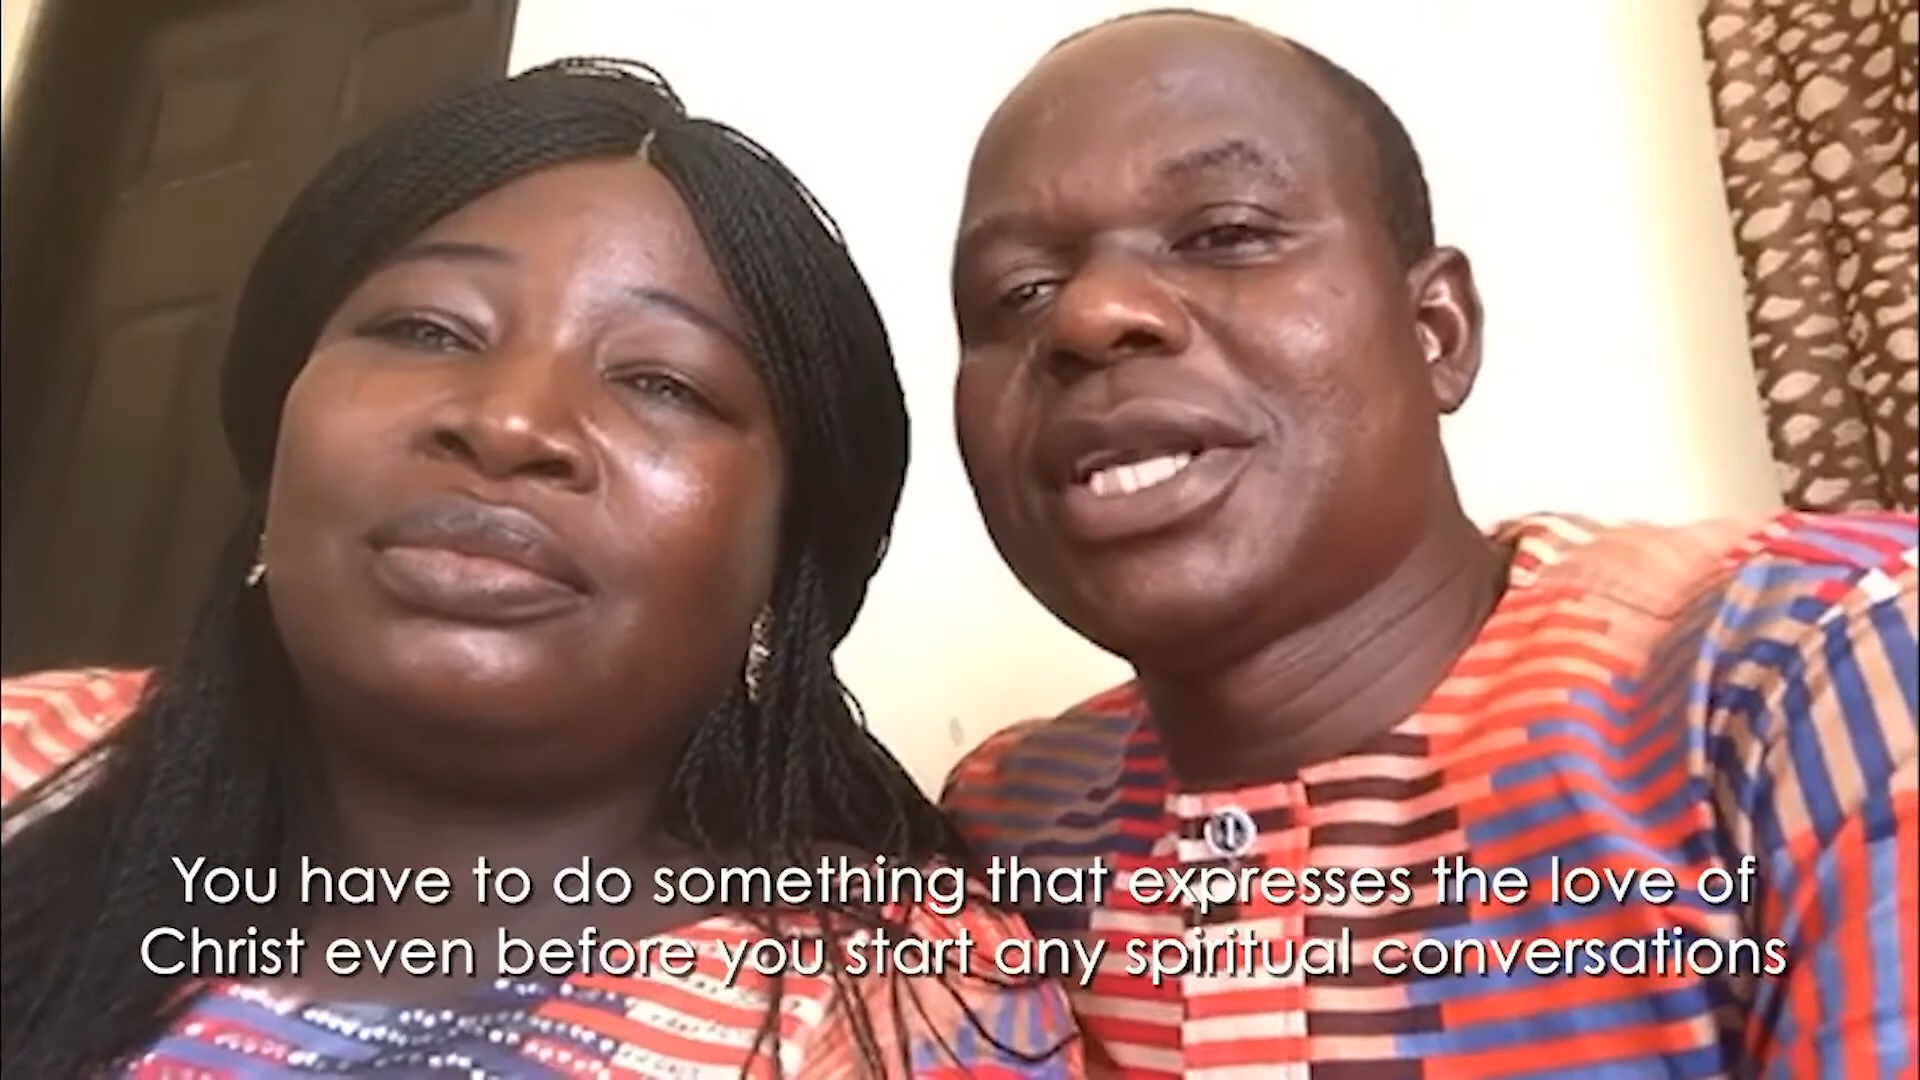 You have to do something that expresses the love of
Christ even before you start any spiritual conversations